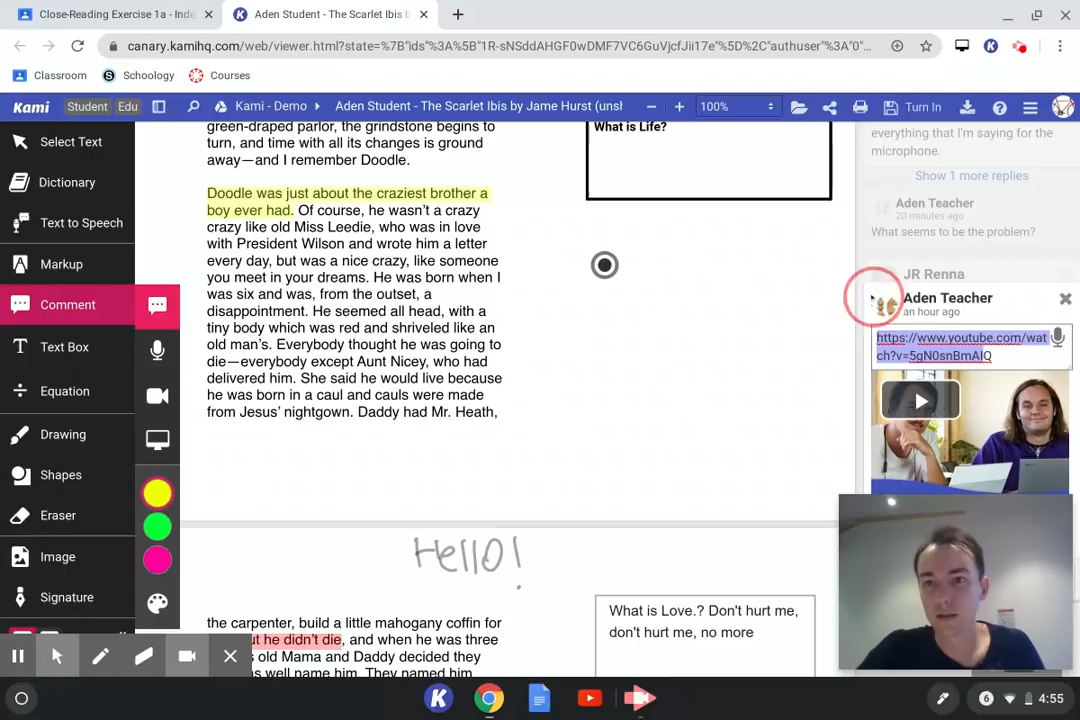 Close-Reading Exercise 1a - Inde
Aden Student - The Scarlet Ibis b
canary.kamihq.com/web/viewer.html?state=%7B"ids"%3A%5B"1R-sNSddAHGF0wDMF7VC6GuVjcfJii17e"%5D%2C"authuser"%3A"0"...
Classroom
Schoology
Courses
Kami
Student
Edu
Kami - Demo
Aden Student - The Scarlet Ibis by Jame Hurst (unsh
100%
Turn In
Select Text
Dictionary
Text to Speech
Markup
Comment
Text Box
Equation
Drawing
Shapes
Eraser
Image
Signature
green-draped parlor, the grindstone begins to
turn, and time with all its changes is ground
away—and I remember Doodle.
Doodle was just about the craziest brother a
boy ever had. Of course, he wasn't a crazy
crazy like old Miss Leedie, who was in love
with President Wilson and wrote him a letter
every day, but was a nice crazy, like someone
you meet in your dreams. He was born when I
was six and was, from the outset, a
disappointment. He seemed all head, with a
tiny body which was red and shriveled like an
old man's. Everybody thought he was going to
die—everybody except Aunt Nicey, who had
delivered him. She said he would live because
he was born in a caul and cauls were made
from Jesus' nightgown. Daddy had Mr. Heath,
What is Life?
Hello!
the carpenter, build a little mahogany coffin for
ut he didn't die, and when he was three
old Mama and Daddy decided they
as well name him. They named him
What is Love.? Don't hurt me,
don't hurt me, no more
everything that I'm saying for the
microphone.
Show 1 more replies
Aden Teacher
20 minutes ago
What seems to be the problem?
JR Renna
Aden Teacher
an hour ago
https://www.youtube.com/wat
ch?v=5gN0snBmAIQ
6
4:55